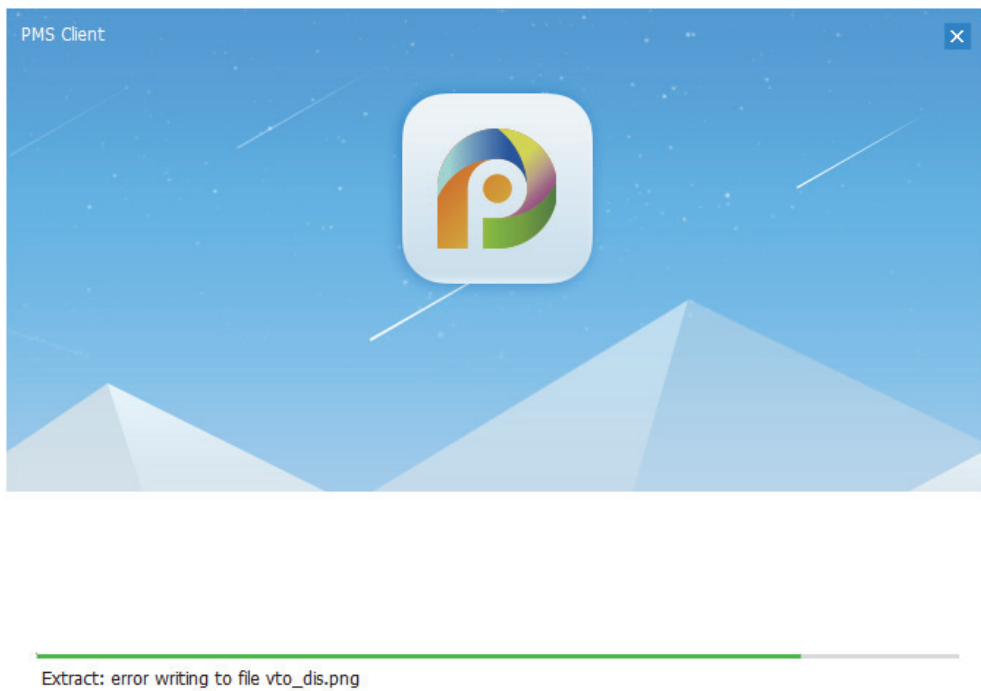 PMS Client
Extract: error writing to file vto_dis.png